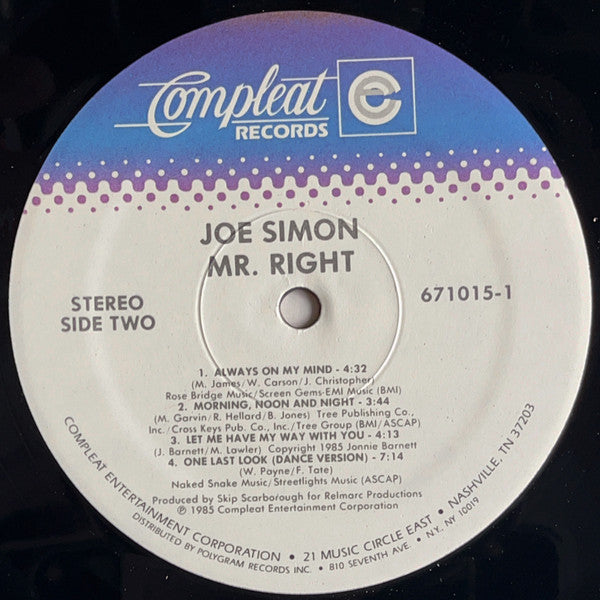 Compleat
RECORDS
JOE SIMON
MR. RIGHT
STEREO
SIDE TWO
671015-1
1. ALWAYS ON MY MIND - 4:32
(M. James/W. Carson/J. Christopher)
Rose Bridge Music/Screen Gems-EMI Music (BMI)
2. MORNING, NOON AND NIGHT - 3:44
(M. Garvin/R. Hellard/B. Jones) Tree Publishing Co.,
Inc./Cross Keys Pub. Co., Inc./Tree Group (BMI/ASCAP)
3. LET ME HAVE MY WAY WITH YOU - 4:13
(J. Barnett/M. Lawler) Copyright 1985 Jonnie Barnett
4. ONE LAST LOOK (DANCE VERSION) - 7:14
(W. Payne/F. Tate)
Naked Snake Music/Streetlights Music (ASCAP)
Produced by Skip Scarborough for Relmarc Productions
℗ 1985 Compleat Entertainment Corporation
COMPLEAT ENTERTAINMENT CORPORATION • 21 MUSIC CIRCLE EAST • NASHVILLE, TN 37203
DISTRIBUTED BY POLYGRAM RECORDS INC. • 810 SEVENTH AVE • N.Y. NY 10019